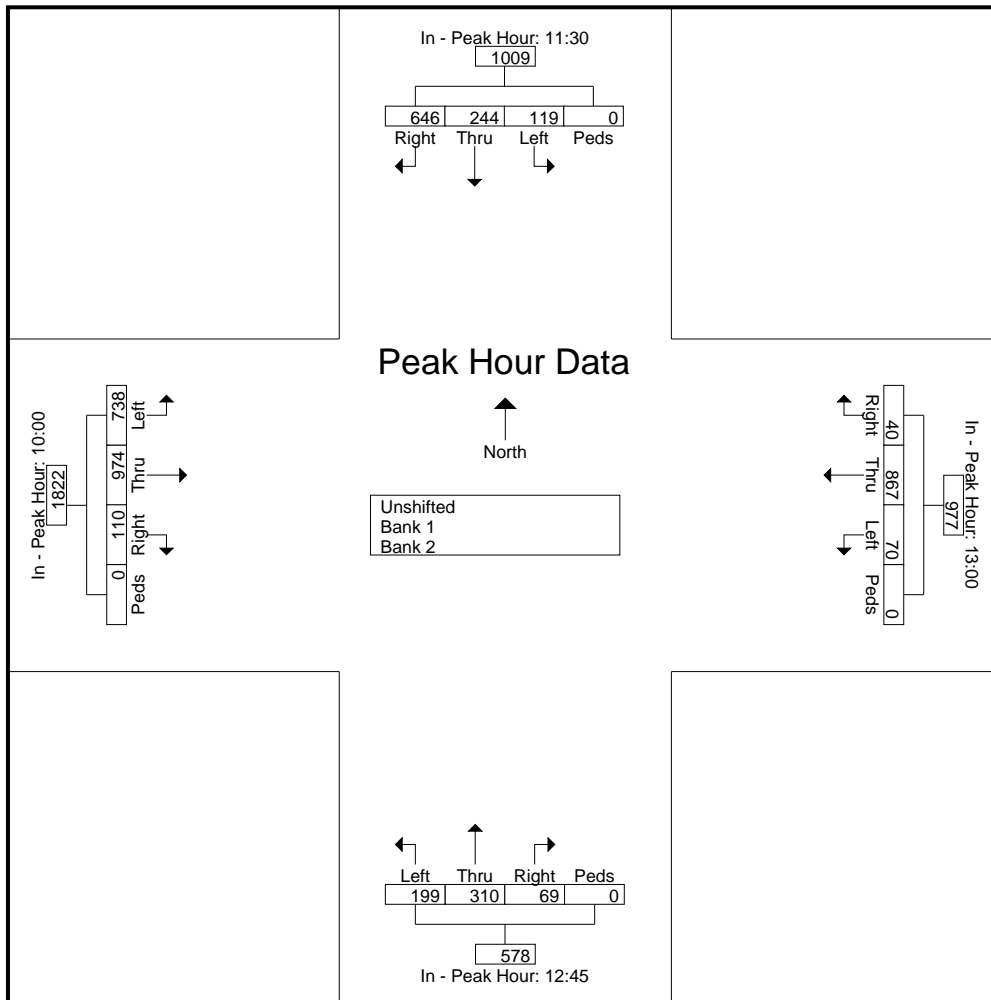 In - Peak Hour: 11:30
1009
646 244 119 0
Right Thru Left Peds
Peak Hour Data
North
Unshifted
Bank 1
Bank 2
In - Peak Hour: 10:00
1822
738 974 110 0
Left Thru Right Peds
In - Peak Hour: 13:00
977
40 867 70 0
Right Thru Left Peds
Left Thru Right Peds
199 310 69 0
578
In - Peak Hour: 12:45